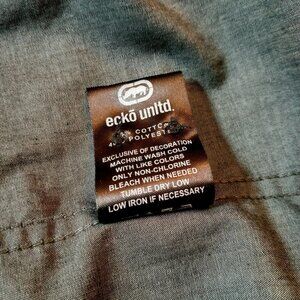 eckō unltd.
COTTON
POLYESTER
EXCLUSIVE OF DECORATION
MACHINE WASH COLD
WITH LIKE COLORS
ONLY NON-CHLORINE
BLEACH WHEN NEEDED
TUMBLE DRY LOW
LOW IRON IF NECESSARY